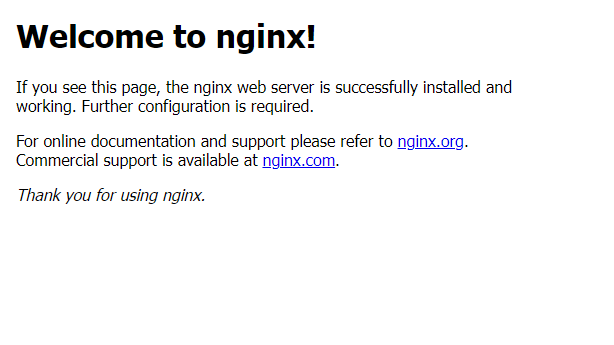 Welcome to nginx!
If you see this page, the nginx web server is successfully installed and
working. Further configuration is required.
For online documentation and support please refer to nginx.org.
Commercial support is available at nginx.com.
Thank you for using nginx.